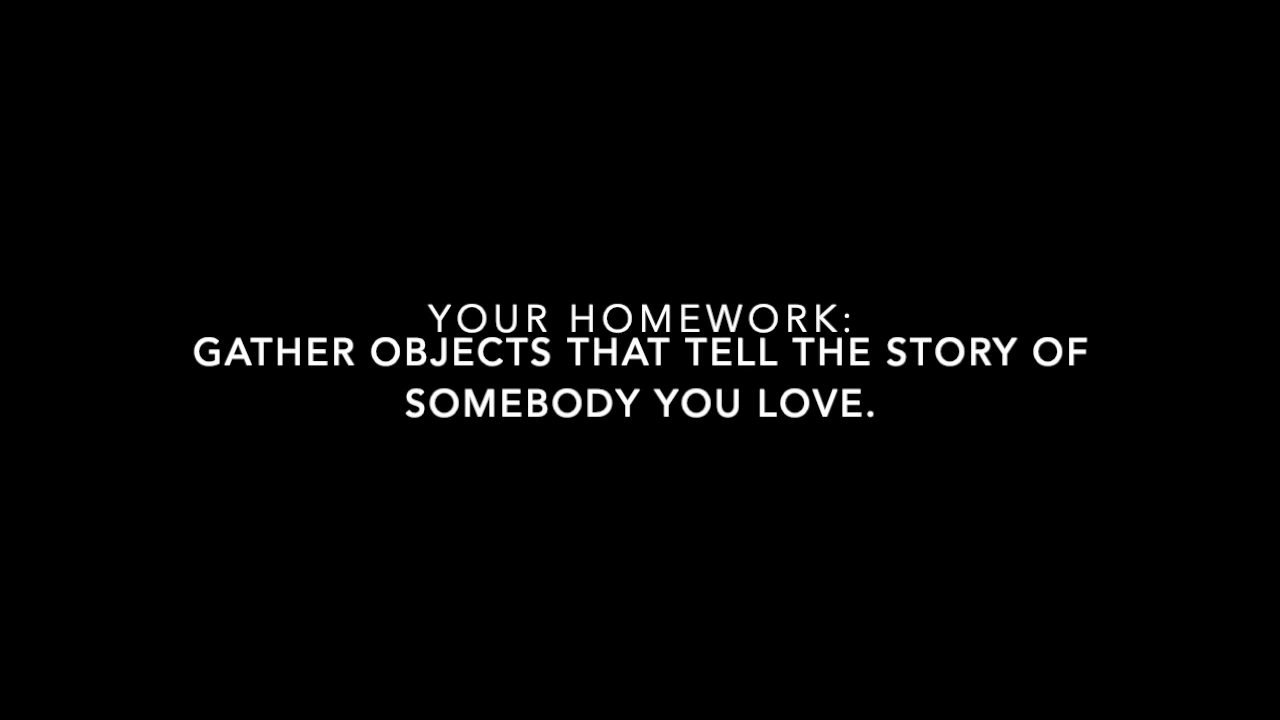 YOUR HOMEWORK:
GATHER OBJECTS THAT TELL THE STORY OF
SOMEBODY YOU LOVE.